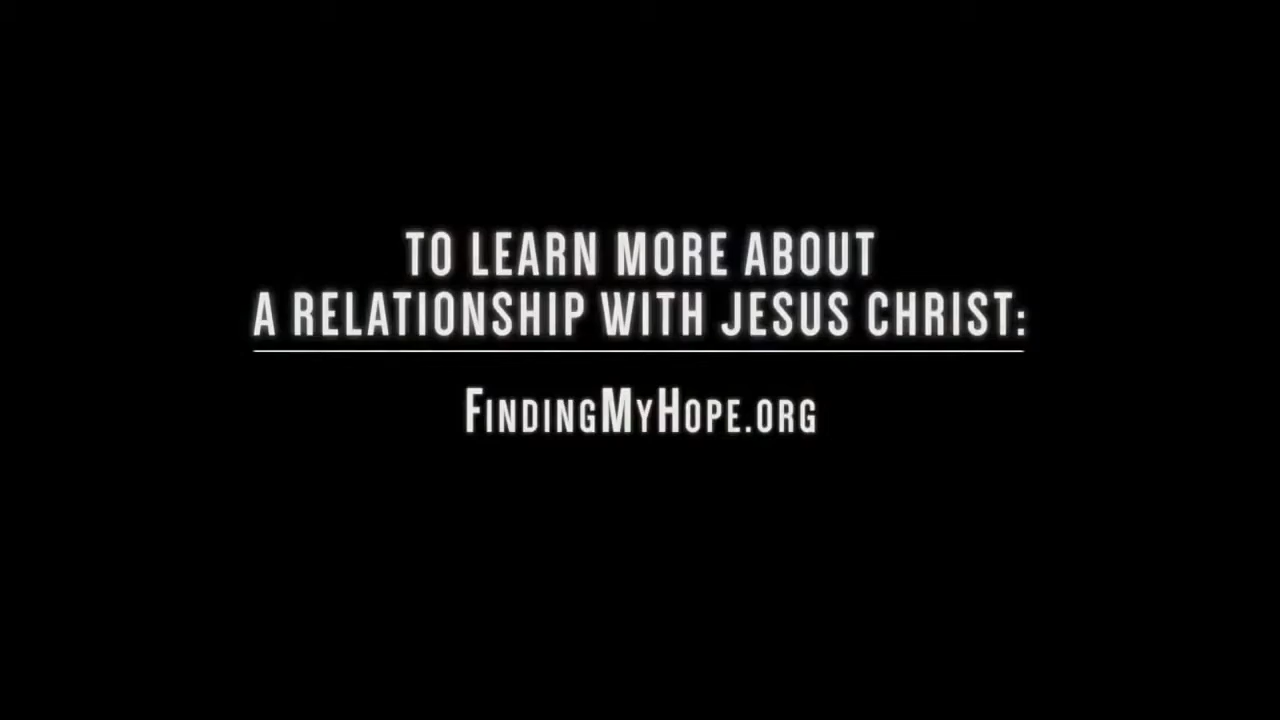 TO LEARN MORE ABOUT
A RELATIONSHIP WITH JESUS CHRIST:
FINDINGMYHOPE.ORG